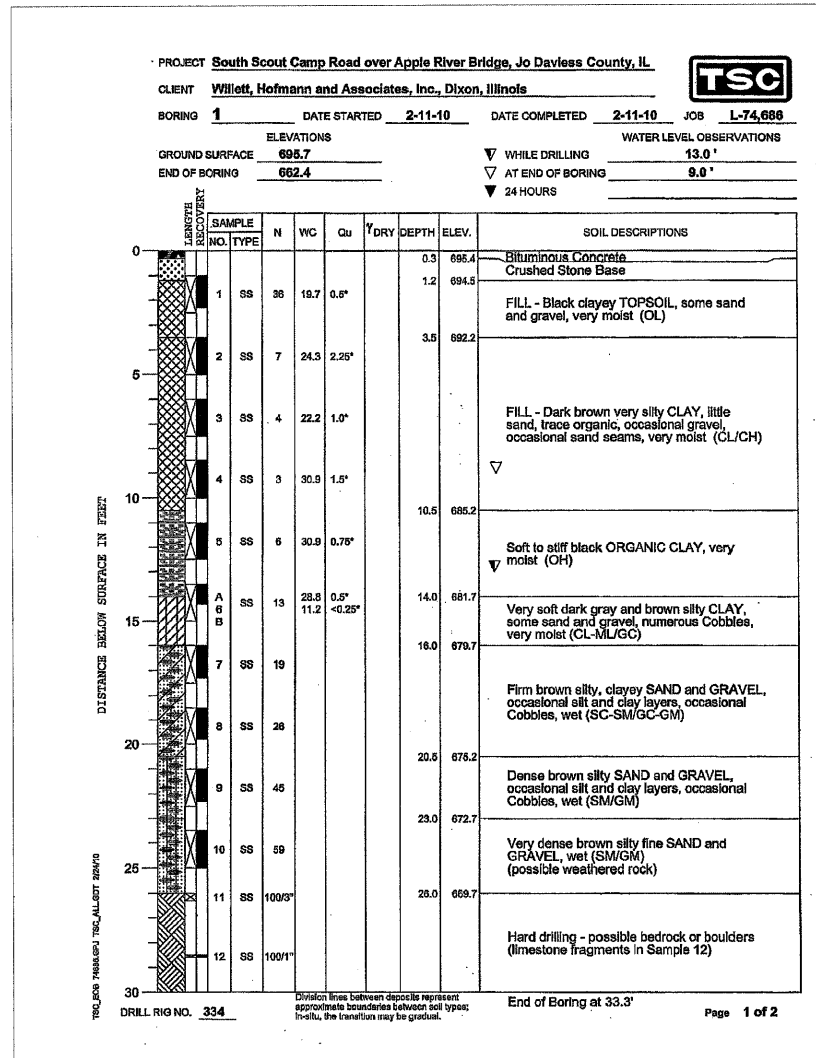 PROJECT South Scout Camp Road over Apple River Bridge, Jo Daviess County, IL
TSC
CLIENT Willett, Hofmann and Associates, Inc., Dixon, Illinois
BORING 1 DATE STARTED 2-11-10 DATE COMPLETED 2-11-10 JOB L-74,686
ELEVATIONS WATER LEVEL OBSERVATIONS
GROUND SURFACE 695.7 WHILE DRILLING 13.0 '
END OF BORING 662.4 AT END OF BORING 9.0 '
24 HOURS
LENGTH RECOVERY SAMPLE N WC Qu γDRY DEPTH ELEV. SOIL DESCRIPTIONS
NO. TYPE
0 0.3 695.4 Bituminous Concrete
Crushed Stone Base
1.2 694.5
1 SS 36 19.7 0.5* FILL - Black clayey TOPSOIL, some sand
and gravel, very moist (OL)
3.5 692.2
2 SS 7 24.3 2.25*
5
3 SS 4 22.2 1.0* FILL - Dark brown very silty CLAY, little
sand, trace organic, occasional gravel,
occasional sand seams, very moist (CL/CH)
4 SS 3 30.9 1.5*
10
10.5 685.2
5 SS 6 30.9 0.75* Soft to stiff black ORGANIC CLAY, very
moist (OH)
A 28.8 0.5* 14.0 681.7
6 SS 13 11.2 <0.25* Very soft dark gray and brown silty CLAY,
B some sand and gravel, numerous Cobbles,
15 very moist (CL-ML/GC)
16.0 679.7
7 SS 19
Firm brown silty, clayey SAND and GRAVEL,
occasional silt and clay layers, occasional
Cobbles, wet (SC-SM/GC-GM)
8 SS 26
20
20.5 675.2
9 SS 45 Dense brown silty SAND and GRAVEL,
occasional silt and clay layers, occasional
Cobbles, wet (SM/GM)
23.0 672.7
10 SS 59 Very dense brown silty fine SAND and
GRAVEL, wet (SM/GM)
(possible weathered rock)
25
26.0 669.7
11 SS 100/3"
Hard drilling - possible bedrock or boulders
(limestone fragments in Sample 12)
12 SS 100/1"
30
DISTANCE BELOW SURFACE IN FEET
TSC_BOB 74686.GPJ TSC_ALL.GDT 2/24/10
DRILL RIG NO. 334
Division lines between deposits represent
approximate boundaries between soil types;
in-situ, the transition may be gradual.
End of Boring at 33.3'
Page 1 of 2